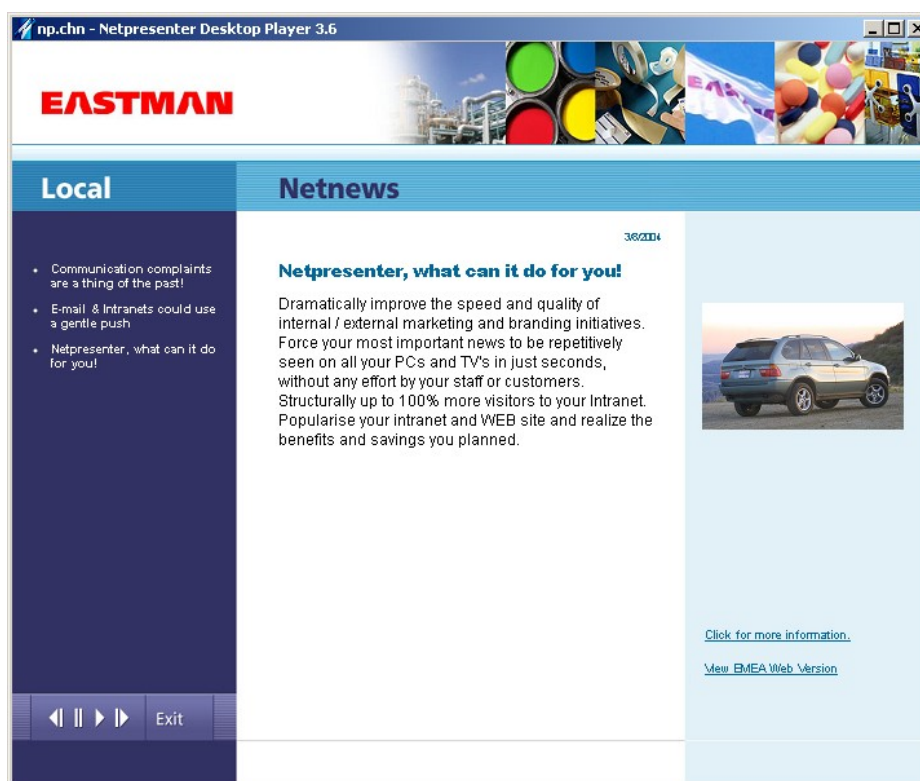 np.chn - Netpresenter Desktop Player 3.6
EASTMAN
Local
Netnews
3/6/2004
Communication complaints
are a thing of the past!
E-mail & Intranets could use
a gentle push
Netpresenter, what can it do
for you!
Netpresenter, what can it do for you!
Dramatically improve the speed and quality of
internal / external marketing and branding initiatives.
Force your most important news to be repetitively
seen on all your PCs and TV's in just seconds,
without any effort by your staff or customers.
Structurally up to 100% more visitors to your Intranet.
Popularise your intranet and WEB site and realize the
benefits and savings you planned.
Click for more information.
View EMEA Web Version
Exit